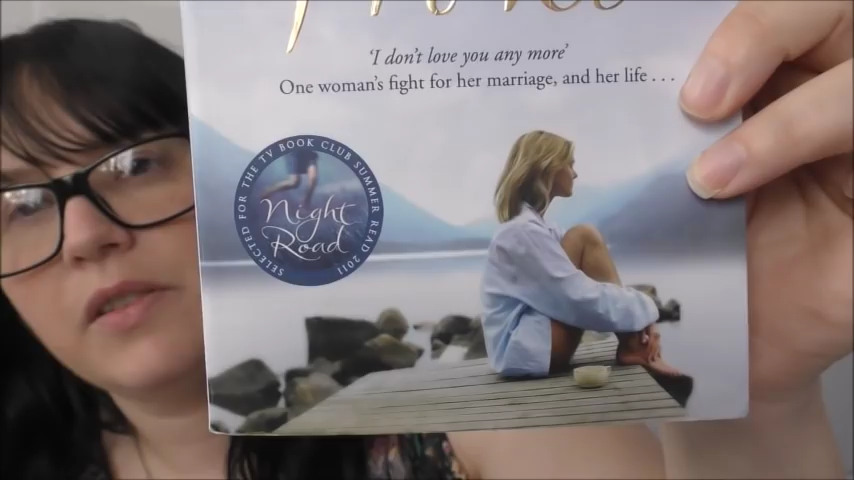 'I don't love you any more'
One woman's fight for her marriage, and her life . . .
SELECTED FOR THE TV BOOK CLUB SUMMER READ 2011
Night
Road